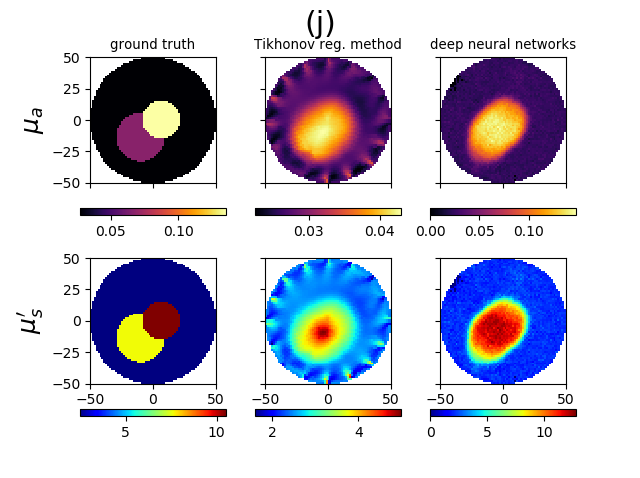 (j)
ground truth Tikhonov reg. method deep neural networks
μa
50
25
0
−25
−50
0.05 0.10 0.03 0.04 0.00 0.05 0.10
μ′s
50
25
0
−25
−50
−50 0 50 0 50 0 50
5 10 2 4 0 5 10